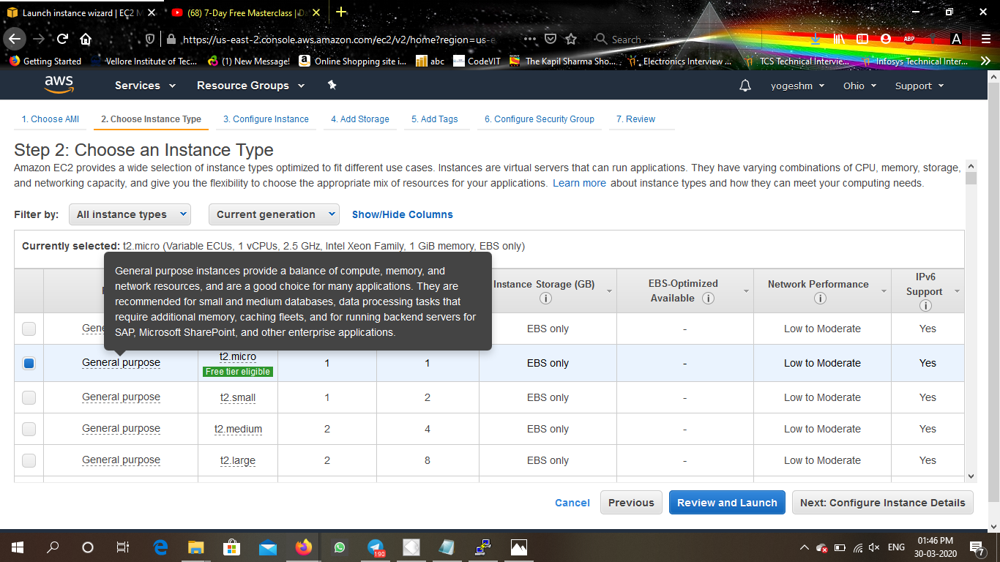 Launch instance wizard | EC2 M
(68) 7-Day Free Masterclass | Da
https://us-east-2.console.aws.amazon.com/ec2/v2/home?region=us-e
Search
ABP
A
Getting Started
Vellore Institute of Tec...
(1) New Message!
Online Shopping site i...
abc
CodeVIT
The Kapil Sharma Sho...
Electronics Interview ...
TCS Technical Intervie...
Infosys Technical Inter...
aws
Services
Resource Groups
yogeshm
Ohio
Support
1. Choose AMI
2. Choose Instance Type
3. Configure Instance
4. Add Storage
5. Add Tags
6. Configure Security Group
7. Review
Step 2: Choose an Instance Type
Amazon EC2 provides a wide selection of instance types optimized to fit different use cases. Instances are virtual servers that can run applications. They have varying combinations of CPU, memory, storage,
and networking capacity, and give you the flexibility to choose the appropriate mix of resources for your applications. Learn more about instance types and how they can meet your computing needs.
Filter by:
All instance types
Current generation
Show/Hide Columns
Currently selected: t2.micro (Variable ECUs, 1 vCPUs, 2.5 GHz, Intel Xeon Family, 1 GiB memory, EBS only)
General purpose instances provide a balance of compute, memory, and
network resources, and are a good choice for many applications. They are
recommended for small and medium databases, data processing tasks that
require additional memory, caching fleets, and for running backend servers for
SAP, Microsoft SharePoint, and other enterprise applications.
Instance Storage (GB)
EBS-Optimized
Available
Network Performance
IPv6
Support
Gene
EBS only
-
Low to Moderate
Yes
General purpose
t2.micro
Free tier eligible
1
1
EBS only
-
Low to Moderate
Yes
General purpose
t2.small
1
2
EBS only
-
Low to Moderate
Yes
General purpose
t2.medium
2
4
EBS only
-
Low to Moderate
Yes
General purpose
t2.large
2
8
EBS only
-
Low to Moderate
Yes
Cancel
Previous
Review and Launch
Next: Configure Instance Details
190
ENG
01:46 PM
30-03-2020
7